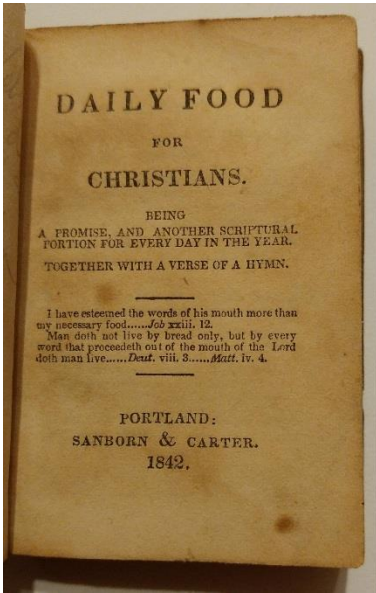 DAILY FOOD
FOR
CHRISTIANS.
BEING
A PROMISE, AND ANOTHER SCRIPTURAL
PORTION FOR EVERY DAY IN THE YEAR.
TOGETHER WITH A VERSE OF A HYMN.
I have esteemed the words of his mouth more than
my necessary food......Job xxiii. 12.
Man doth not live by bread only, but by every
word that proceedeth out of the mouth of the Lord
doth man live......Deut. viii. 3......Matt. iv. 4.
PORTLAND:
SANBORN & CARTER.
1842.